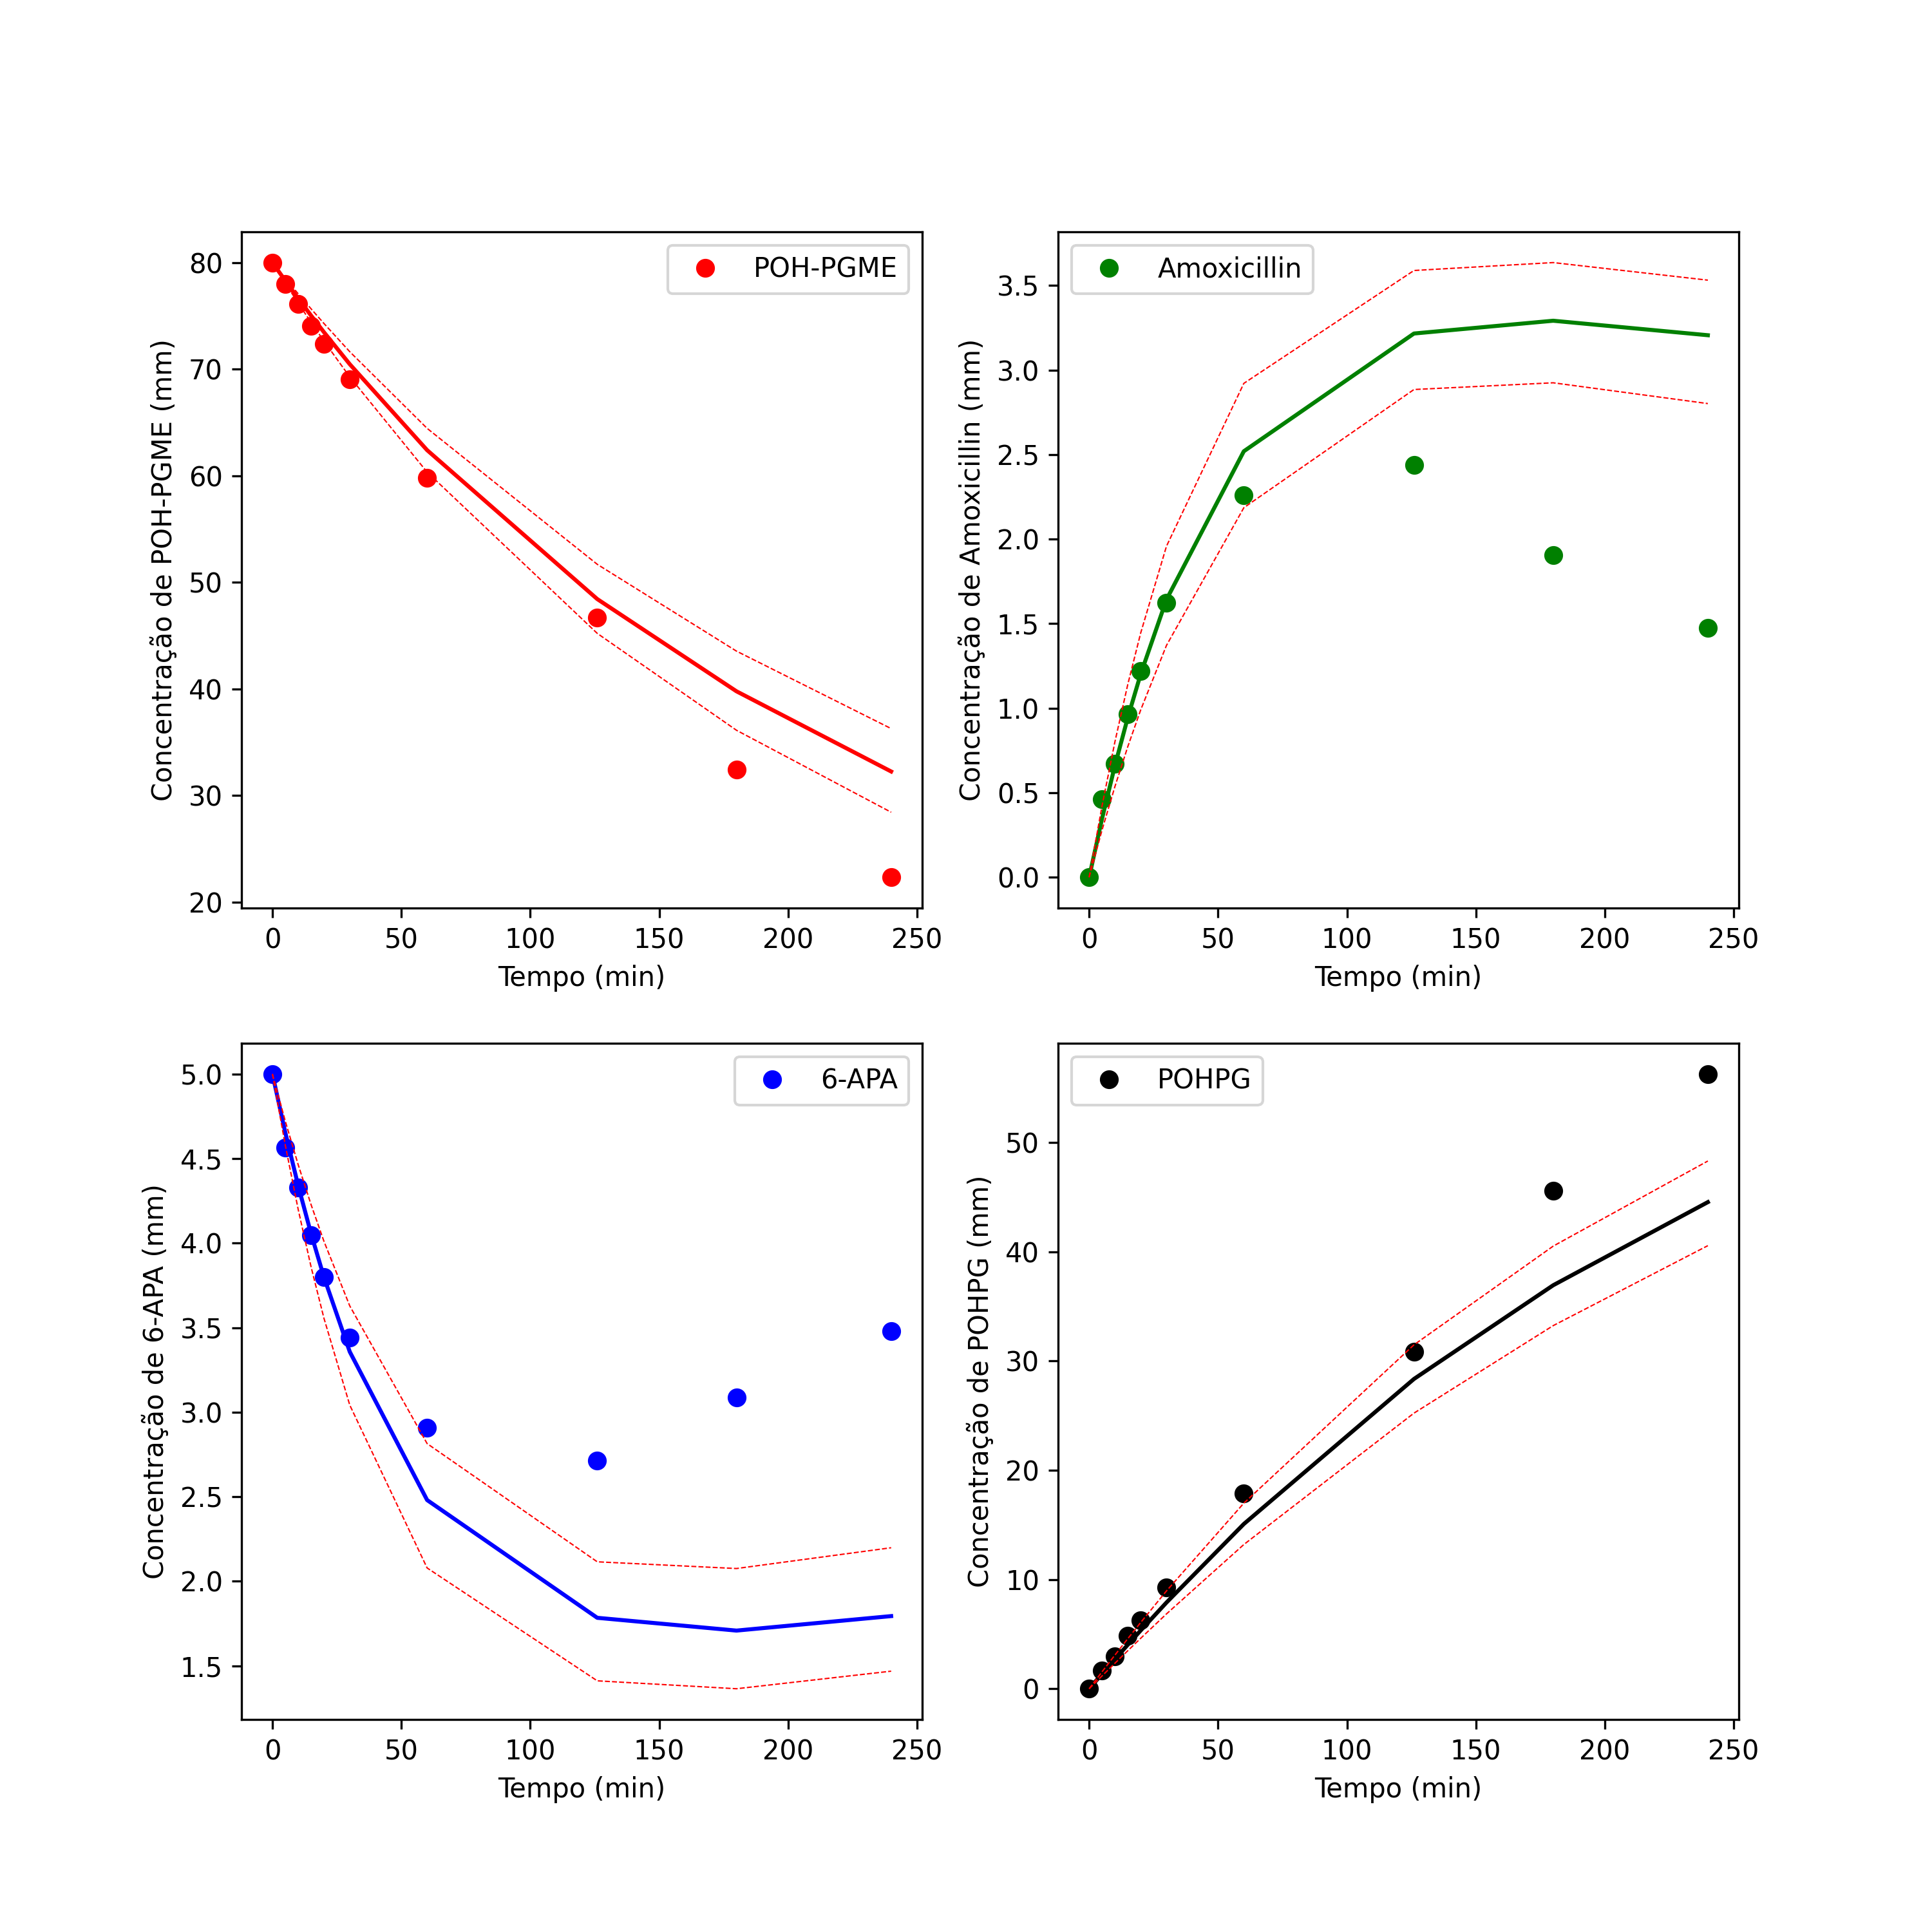 POH-PGME
Concentração de POH-PGME (mm)
80
70
60
50
40
30
20
0 50 100 150 200 250
Tempo (min)
Amoxicillin
Concentração de Amoxicillin (mm)
3.5
3.0
2.5
2.0
1.5
1.0
0.5
0.0
0 50 100 150 200 250
Tempo (min)
6-APA
Concentração de 6-APA (mm)
5.0
4.5
4.0
3.5
3.0
2.5
2.0
1.5
0 50 100 150 200 250
Tempo (min)
POHPG
Concentração de POHPG (mm)
50
40
30
20
10
0
0 50 100 150 200 250
Tempo (min)